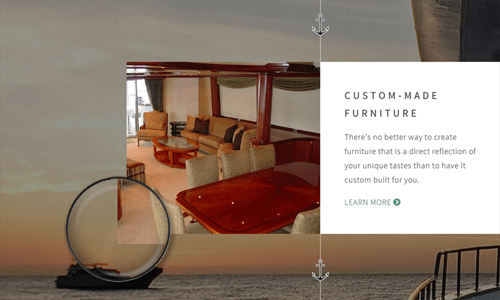 CUSTOM-MADE
FURNITURE
There's no better way to create
furniture that is a direct reflection of
your unique tastes than to have it
custom built for you.
LEARN MORE